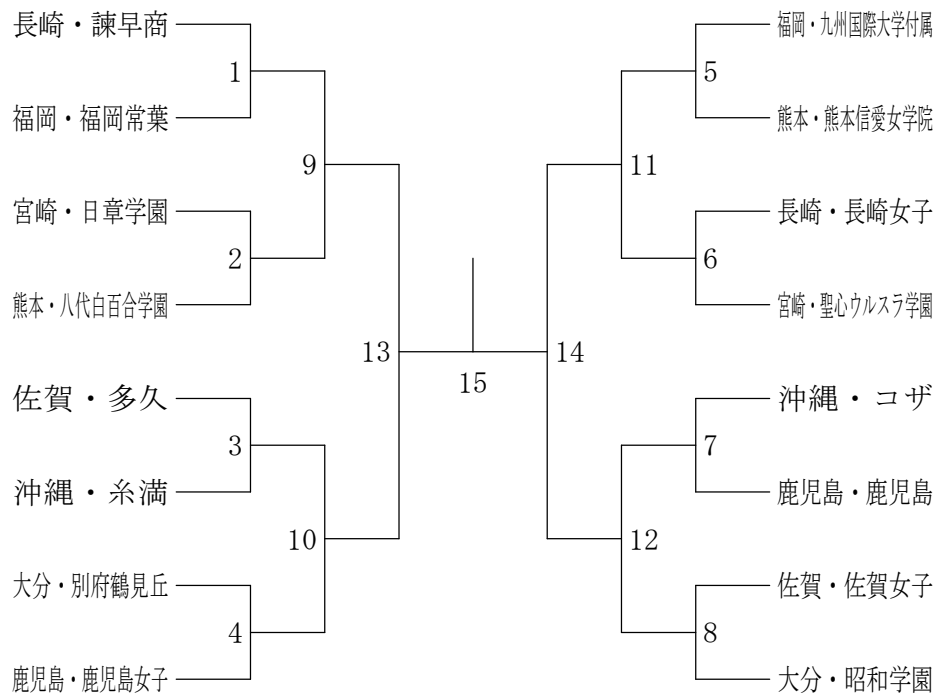 長崎・諫早商
1
福岡・福岡常葉
9
宮崎・日章学園
2
熊本・八代白百合学園
13
佐賀・多久
3
沖縄・糸満
10
大分・別府鶴見丘
4
鹿児島・鹿児島女子
15
福岡・九州国際大学付属
5
熊本・熊本信愛女学院
11
長崎・長崎女子
6
宮崎・聖心ウルスラ学園
14
沖縄・コザ
7
鹿児島・鹿児島
12
佐賀・佐賀女子
8
大分・昭和学園